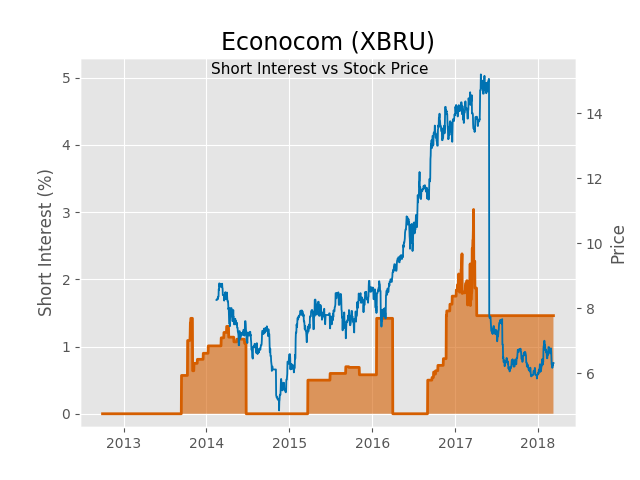 Econocom (XBRU)
Short Interest vs Stock Price
Short Interest (%)
5
4
3
2
1
0
Price
14
12
10
8
6
2013 2014 2015 2016 2017 2018